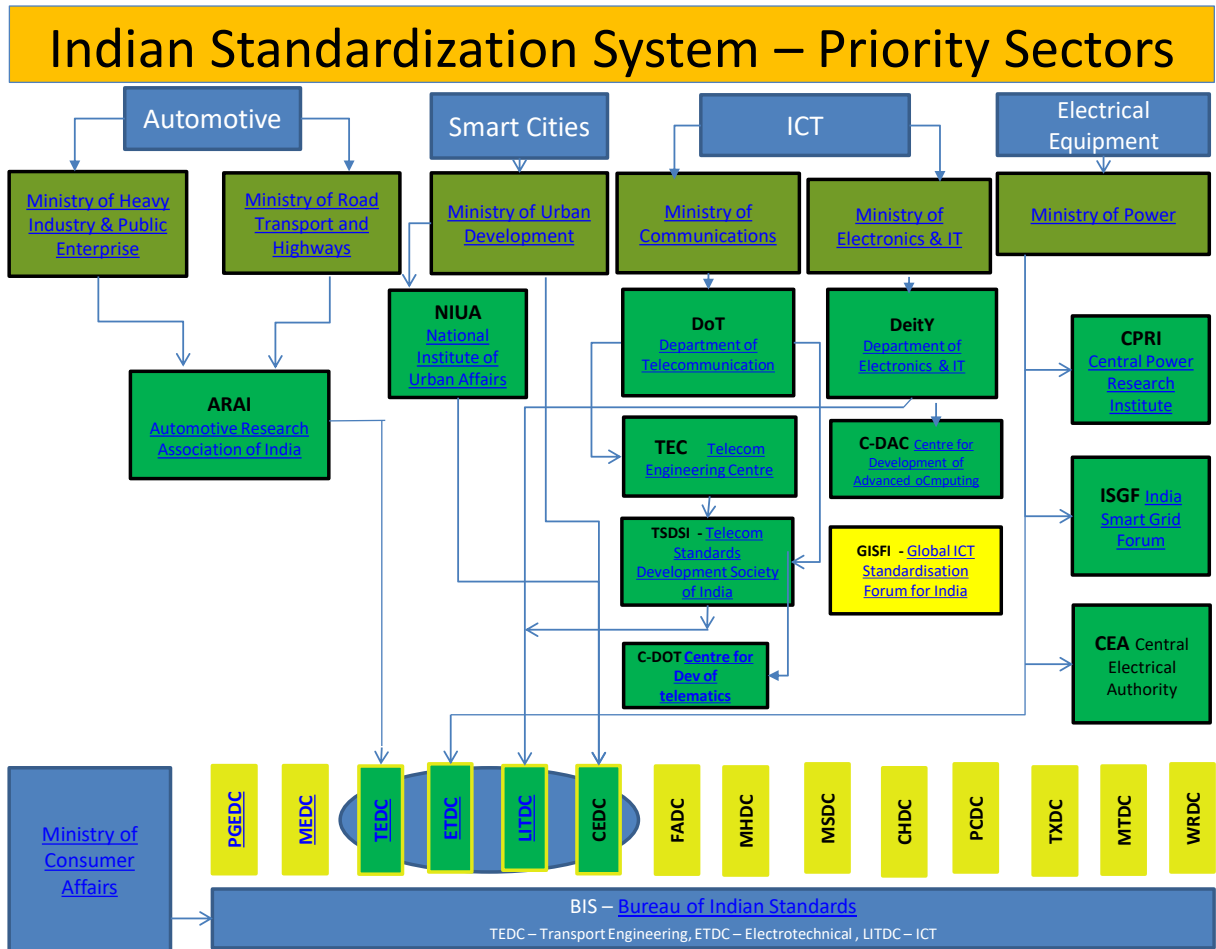 Indian Standardization System – Priority Sectors
Automotive
Smart Cities
ICT
Electrical
Equipment
Ministry of Heavy
Industry & Public
Enterprise
Ministry of Road
Transport and
Highways
Ministry of Urban
Development
Ministry of
Communications
Ministry of
Electronics & IT
Ministry of Power
NIUA
National
Institute of
Urban Affairs
DoT
Department of
Telecommunication
DeitY
Department of
Electronics & IT
CPRI
Central Power
Research
Institute
ARAI
Automotive Research
Association of India
TEC Telecom
Engineering Centre
C-DAC Centre for
Development of
Advanced oCmputing
ISGF India
Smart Grid
Forum
TSDSI - Telecom
Standards
Development Society
of India
GISFI - Global ICT
Standardisation
Forum for India
C-DOT Centre for
Dev of
telematics
CEA Central
Electrical
Authority
Ministry of
Consumer
Affairs
PGEDC
MEDC
TEDC
ETDC
LITDC
CEDC
FADC
MHDC
MSDC
CHDC
PCDC
TXDC
MTDC
WRDC
BIS – Bureau of Indian Standards
TEDC – Transport Engineering, ETDC – Electrotechnical , LITDC – ICT